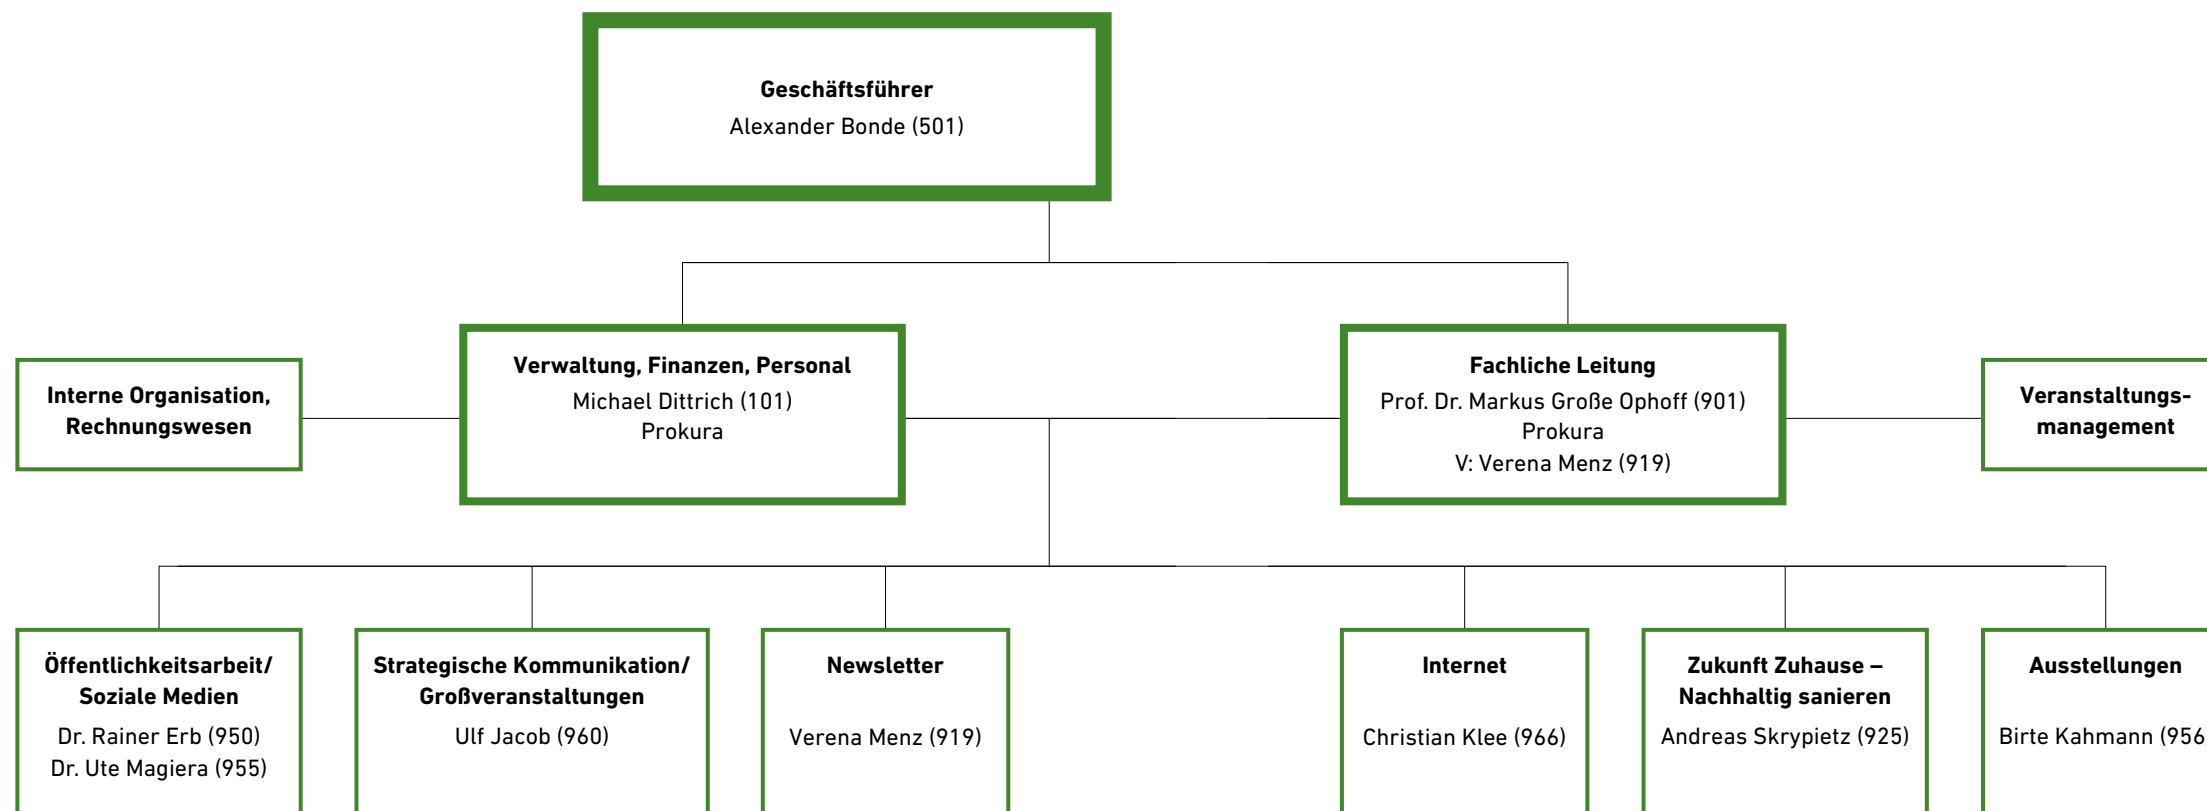 Geschäftsführer
Alexander Bonde (501)
Interne Organisation,
Rechnungswesen
Verwaltung, Finanzen, Personal
Michael Dittrich (101)
Prokura
Fachliche Leitung
Prof. Dr. Markus Große Ophoff (901)
Prokura
V: Verena Menz (919)
Veranstaltungs-
management
Öffentlichkeitsarbeit/
Soziale Medien
Dr. Rainer Erb (950)
Dr. Ute Magiera (955)
Strategische Kommunikation/
Großveranstaltungen
Ulf Jacob (960)
Newsletter
Verena Menz (919)
Internet
Christian Klee (966)
Zukunft Zuhause –
Nachhaltig sanieren
Andreas Skrypietz (925)
Ausstellungen
Birte Kahmann (956)